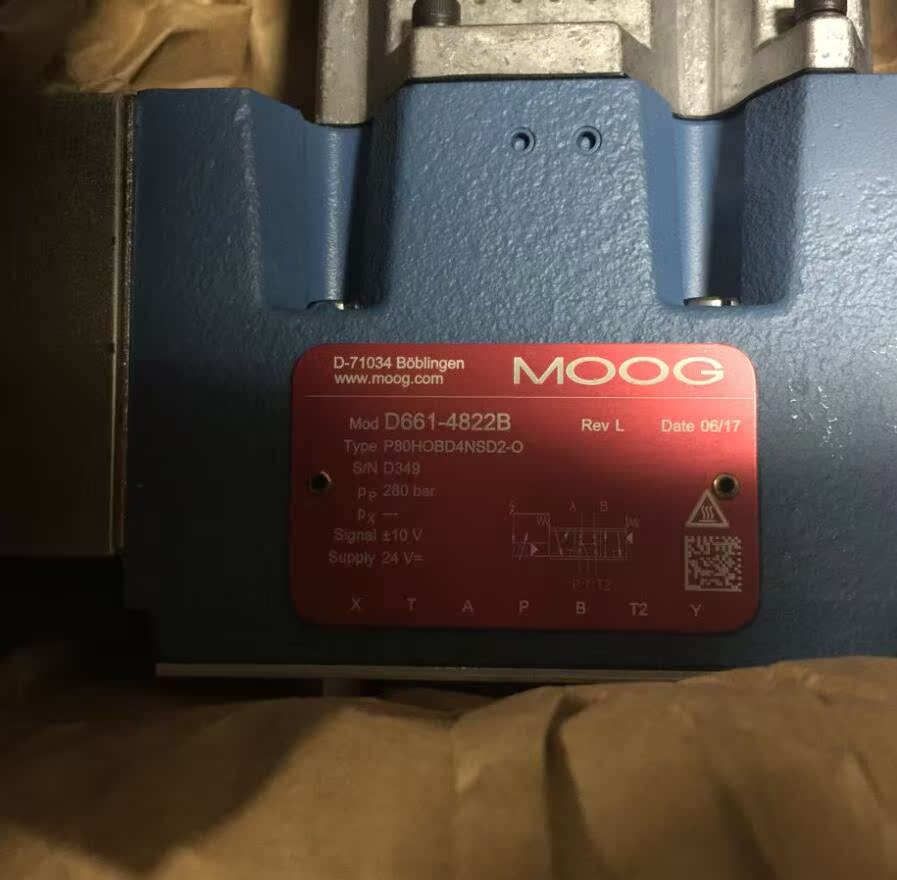 D-71034 Böblingen
www.moog.com
MOOG
Mod D661-4822B
Rev L
Date 06/17
Type P80HOBD4NSD2-O
S/N D349
pP 280 bar
pX —
Signal ±10 V
Supply 24 V=
A B
P T T2
X T A P B T2 Y